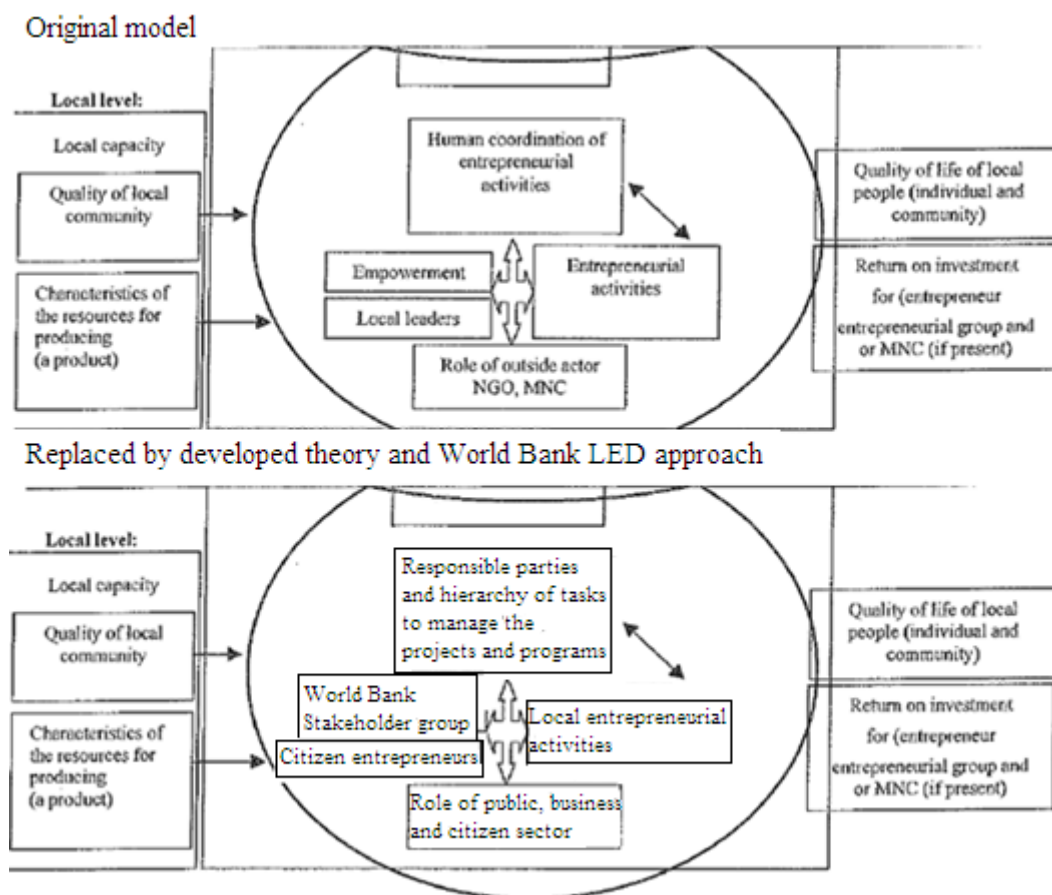 Original model
Local level:
Local capacity
Quality of local
community
Characteristics of
the resources for
producing
(a product)
Human coordination of
entrepreneurial
activities
Empowerment
Local leaders
Entrepreneurial
activities
Role of outside actor
NGO, MNC
Quality of life of local
people (individual and
community)
Return on investment
for (entrepreneur
entrepreneurial group and
or MNC (if present)
Replaced by developed theory and World Bank LED approach
Local level:
Local capacity
Quality of local
community
Characteristics of
the resources for
producing
(a product)
Responsible parties
and hierarchy of tasks
to manage the
projects and programs
World Bank
Stakeholder group
Citizen entrepreneurs
Local entrepreneurial
activities
Role of public, business
and citizen sector
Quality of life of local
people (individual and
community)
Return on investment
for (entrepreneur
entrepreneurial group and
or MNC (if present)